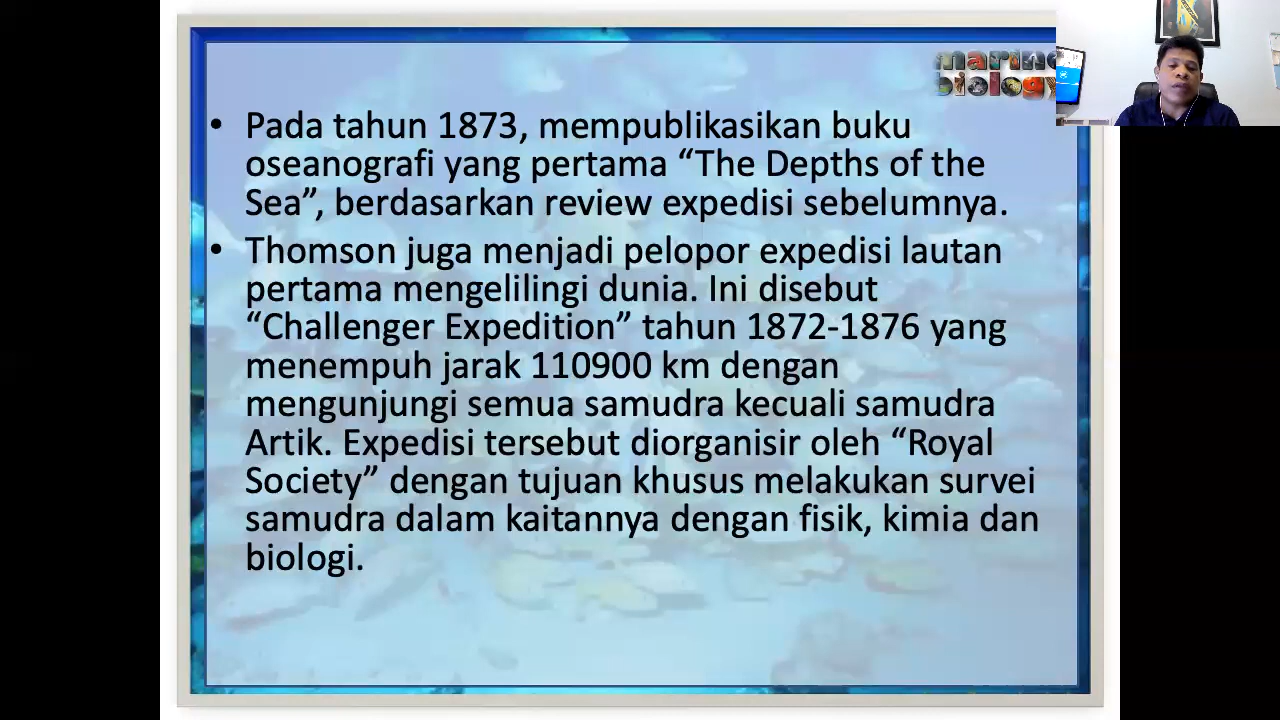 marine
biology
• Pada tahun 1873, mempublikasikan buku
oseanografi yang pertama “The Depths of the
Sea”, berdasarkan review expedisi sebelumnya.
• Thomson juga menjadi pelopor expedisi lautan
pertama mengelilingi dunia. Ini disebut
“Challenger Expedition” tahun 1872-1876 yang
menempuh jarak 110900 km dengan
mengunjungi semua samudra kecuali samudra
Artik. Expedisi tersebut diorganisir oleh “Royal
Society” dengan tujuan khusus melakukan survei
samudra dalam kaitannya dengan fisik, kimia dan
biologi.